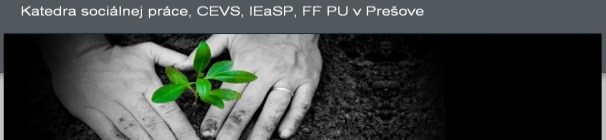 Katedra sociálnej práce, CEVS, IEaSP, FF PU v Prešove